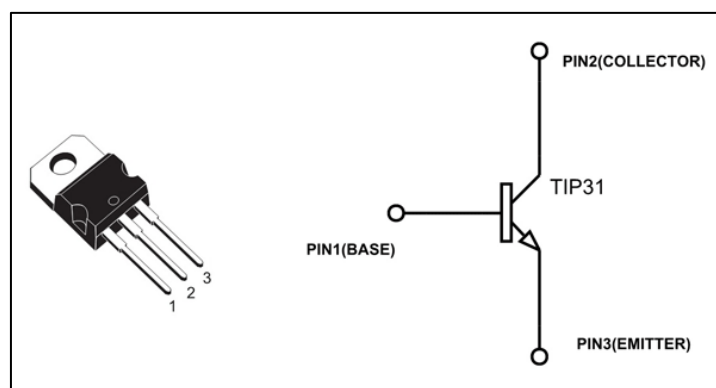 PIN2(COLLECTOR)
TIP31
PIN1(BASE)
3
2
1
PIN3(EMITTER)